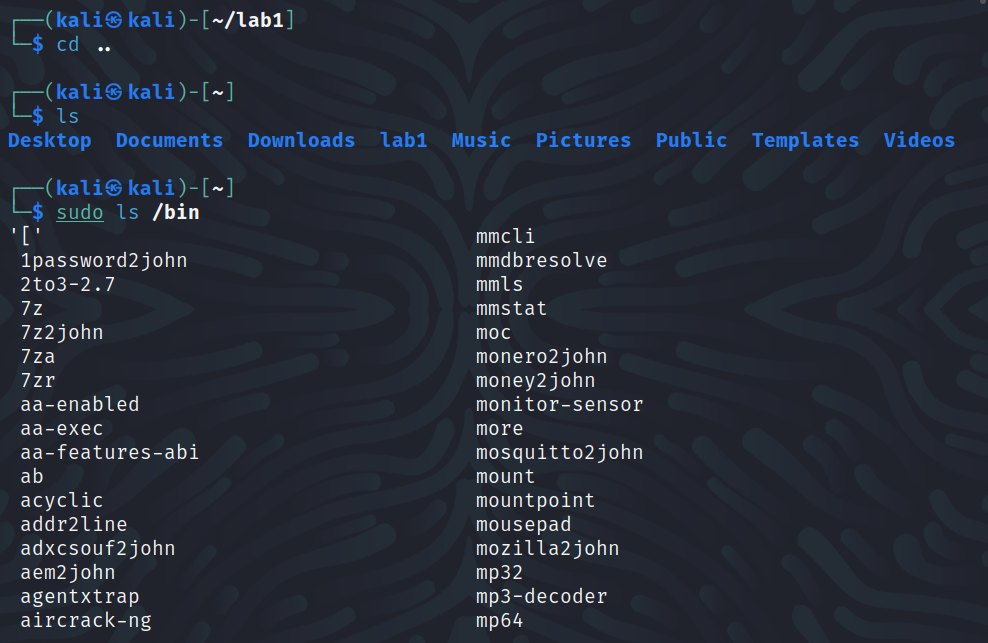 ┌──(kali㉿kali)-[~/lab1]
└─$ cd ..
┌──(kali㉿kali)-[~]
└─$ ls
Desktop  Documents  Downloads  lab1  Music  Pictures  Public  Templates  Videos
┌──(kali㉿kali)-[~]
└─$ sudo ls /bin
'['                                    mmcli
 1password2john                        mmdbresolve
 2to3-2.7                              mmls
 7z                                    mmstat
 7z2john                               moc
 7za                                   monero2john
 7zr                                   money2john
 aa-enabled                            monitor-sensor
 aa-exec                               more
 aa-features-abi                       mosquitto2john
 ab                                    mount
 acyclic                               mountpoint
 addr2line                             mousepad
 adxcsouf2john                         mozilla2john
 aem2john                              mp32
 agentxtrap                            mp3-decoder
 aircrack-ng                           mp64